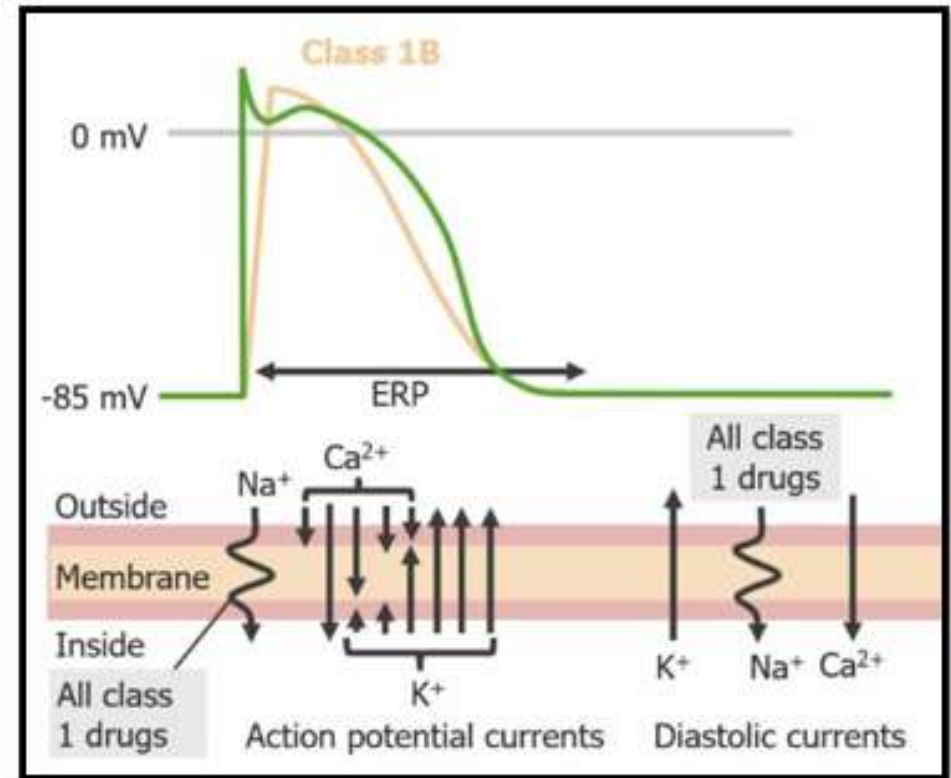 Class 1B
0 mV
ERP
-85 mV
All class
1 drugs
Ca²⁺
Na⁺
Outside
Membrane
Inside
K⁺
K⁺ Na⁺ Ca²⁺
All class
1 drugs
Action potential currents Diastolic currents